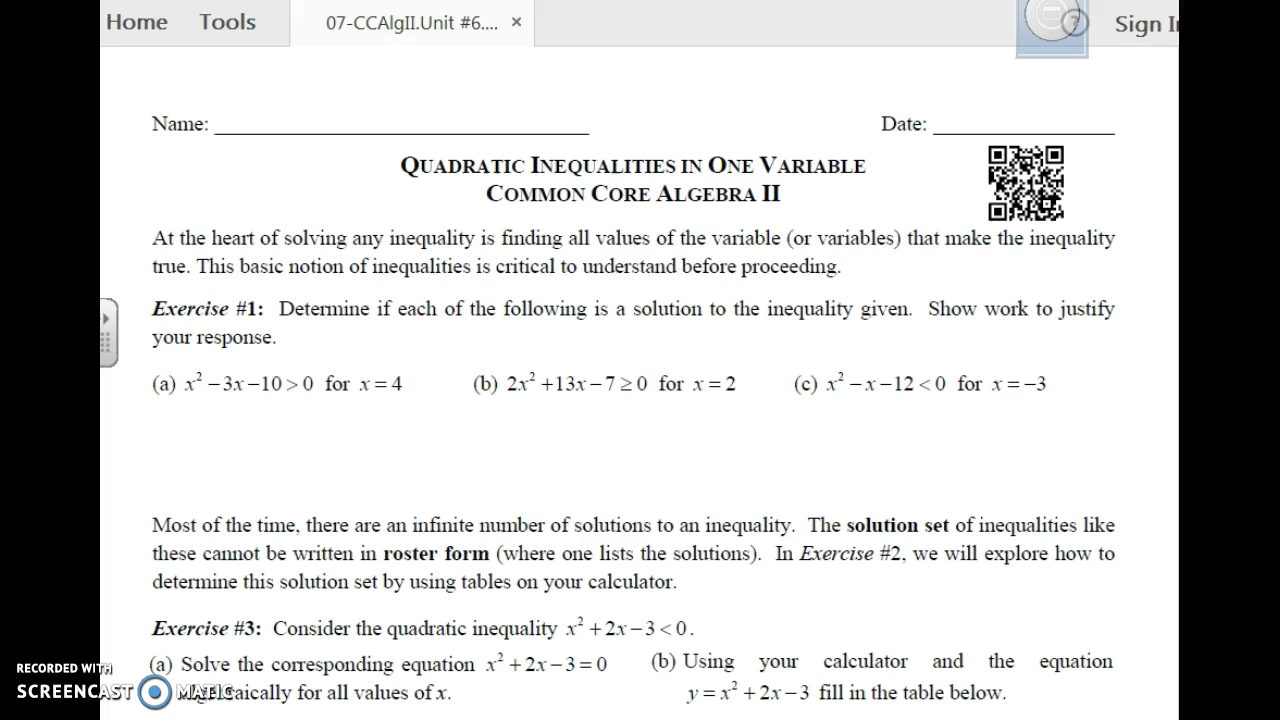 Home Tools 07-CCAlgII.Unit #6.... × ? Sign I
Name: Date:
QUADRATIC INEQUALITIES IN ONE VARIABLE
COMMON CORE ALGEBRA II
At the heart of solving any inequality is finding all values of the variable (or variables) that make the inequality
true. This basic notion of inequalities is critical to understand before proceeding.
Exercise #1: Determine if each of the following is a solution to the inequality given. Show work to justify
your response.
(a) x² − 3x − 10 > 0 for x = 4 (b) 2x² + 13x − 7 ≥ 0 for x = 2 (c) x² − x − 12 < 0 for x = −3
Most of the time, there are an infinite number of solutions to an inequality. The solution set of inequalities like
these cannot be written in roster form (where one lists the solutions). In Exercise #2, we will explore how to
determine this solution set by using tables on your calculator.
Exercise #3: Consider the quadratic inequality x² + 2x − 3 < 0.
(a) Solve the corresponding equation x² + 2x − 3 = 0 (b) Using your calculator and the equation
for all values of x. y = x² + 2x − 3 fill in the table below.
RECORDED WITH
SCREENCAST MATIC